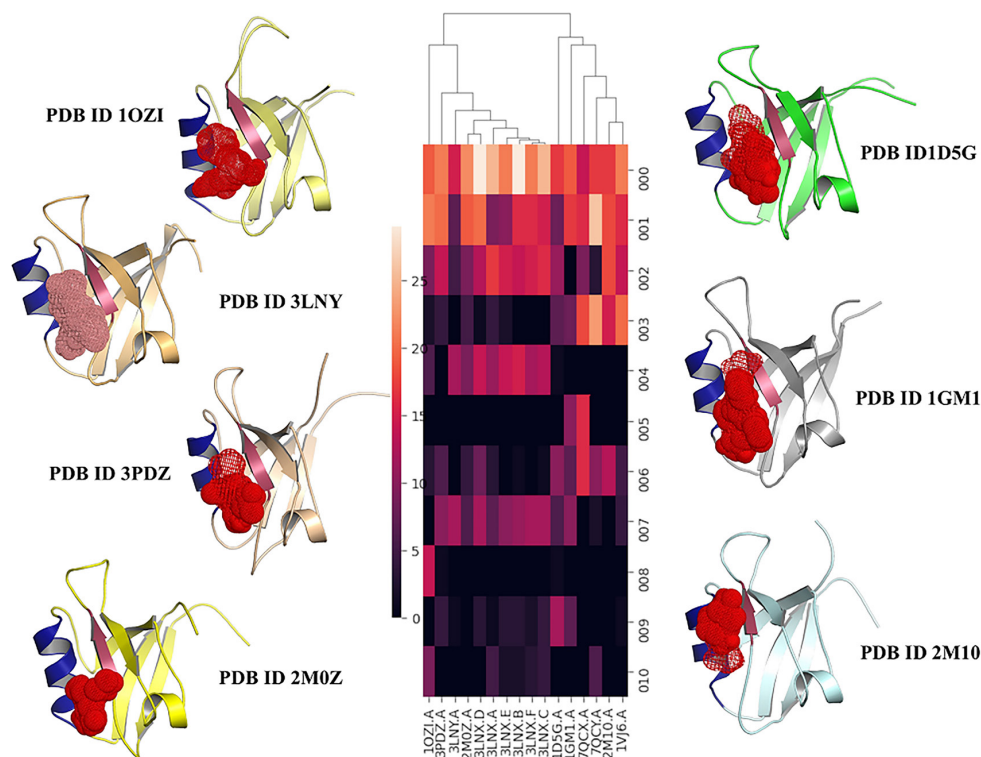 PDB ID 1OZI
PDB ID 3LNY
PDB ID 3PDZ
PDB ID 2M0Z
PDB ID1D5G
PDB ID 1GM1
PDB ID 2M10
25
20
15
10
5
0
000
001
002
003
004
005
006
007
008
009
010
1OZI.A
3PDZ.A
3LNY.A
2M0Z.A
3LNX.D
3LNX.A
3LNX.E
3LNX.B
3LNX.F
3LNX.C
1D5G.A
1GM1.A
7QCX.A
7QCY.A
2M10.A
1VJ6.A